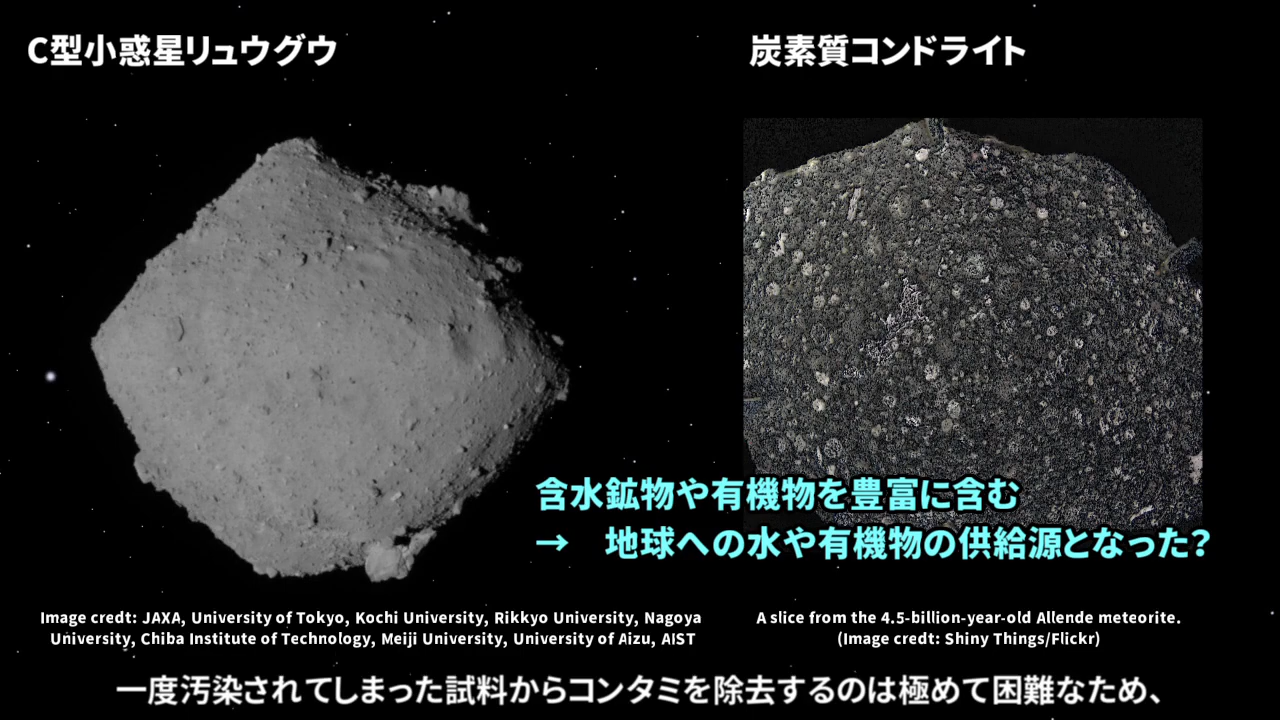 C型小惑星リュウグウ
炭素質コンドライト
含水鉱物や有機物を豊富に含む
→ 地球への水や有機物の供給源となった？
Image credt: JAXA, University of Tokyo, Kochi University, Rikkyo University, Nagoya
University, Chiba Institute of Technology, Meiji University, University of Aizu, AIST
A slice from the 4.5-billion-year-old Allende meteorite.
(Image credt: Shiny Things/Flickr)
一度汚染されてしまった試料からコンタミを除去するのは極めて困難なため、